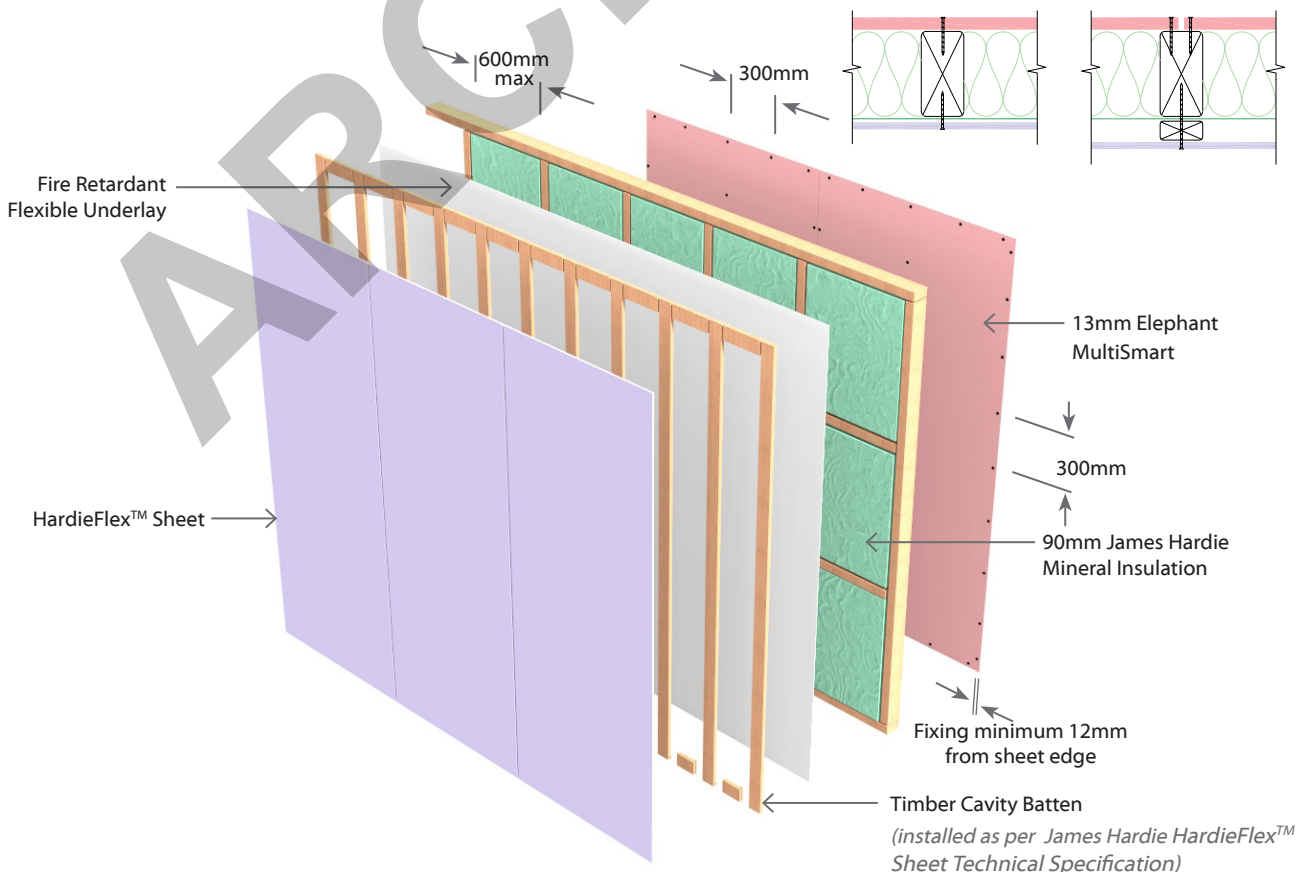 600mm
max
300mm
Fire Retardant
Flexible Underlay
13mm Elephant
MultiSmart
300mm
HardieFlex™ Sheet
90mm James Hardie
Mineral Insulation
Fixing minimum 12mm
from sheet edge
Timber Cavity Batten
(installed as per James Hardie HardieFlex™
Sheet Technical Specification)
ARC